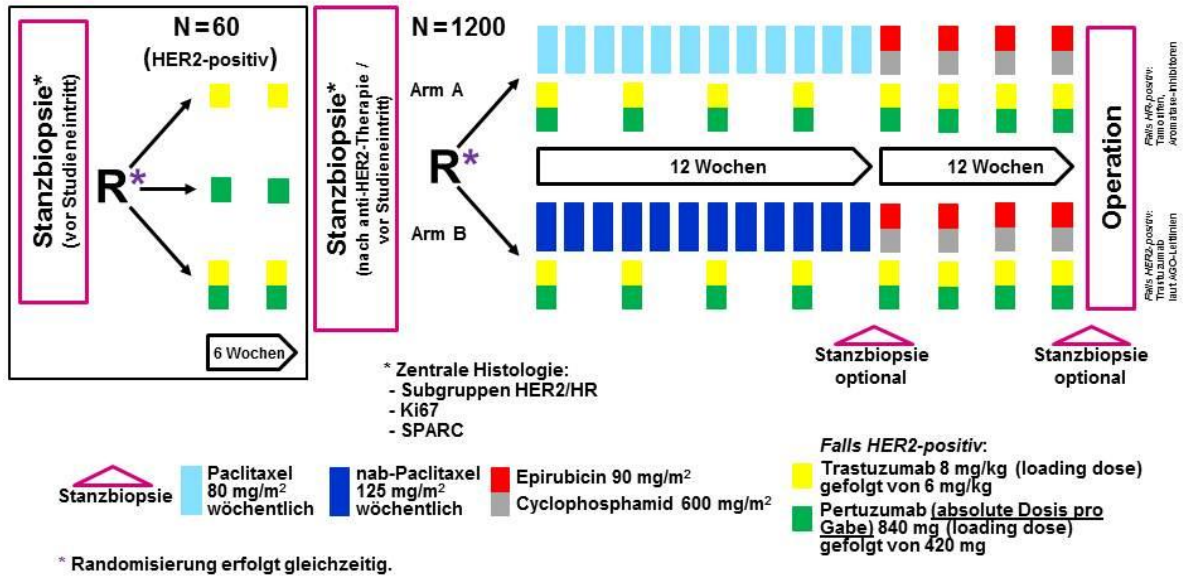 N=60
(HER2-positiv)
Stanzbiopsie*
(vor Studieneintritt)
R*
6 Wochen
Stanzbiopsie*
(nach anti-HER2-Therapie /
vor Studieneintritt)
N=1200
Arm A
R*
Arm B
12 Wochen
12 Wochen
Operation
Falls HR-positiv:
Tamoxifen,
Aromatase-Inhibitoren
Falls HER2-positiv:
Trastuzumab
laut AGO-Leitlinien
Stanzbiopsie
optional
Stanzbiopsie
optional
* Zentrale Histologie:
- Subgruppen HER2/HR
- Ki67
- SPARC
Stanzbiopsie
Paclitaxel
80 mg/m²
wöchentlich
nab-Paclitaxel
125 mg/m²
wöchentlich
Epirubicin 90 mg/m²
Cyclophosphamid 600 mg/m²
Falls HER2-positiv:
Trastuzumab 8 mg/kg (loading dose)
gefolgt von 6 mg/kg
Pertuzumab (absolute Dosis pro
Gabe) 840 mg (loading dose)
gefolgt von 420 mg
* Randomisierung erfolgt gleichzeitig.